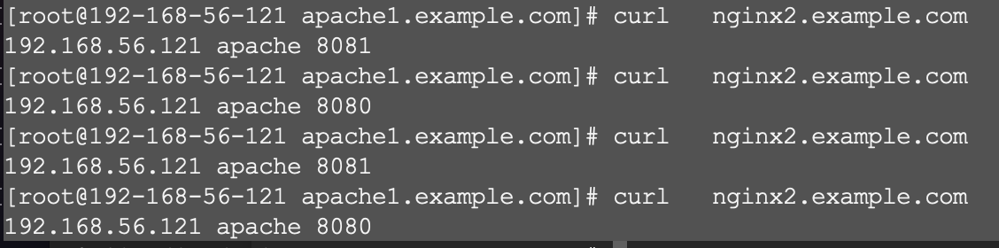 [root@192-168-56-121 apache1.example.com]# curl   nginx2.example.com
192.168.56.121 apache 8081
[root@192-168-56-121 apache1.example.com]# curl   nginx2.example.com
192.168.56.121 apache 8080
[root@192-168-56-121 apache1.example.com]# curl   nginx2.example.com
192.168.56.121 apache 8081
[root@192-168-56-121 apache1.example.com]# curl   nginx2.example.com
192.168.56.121 apache 8080